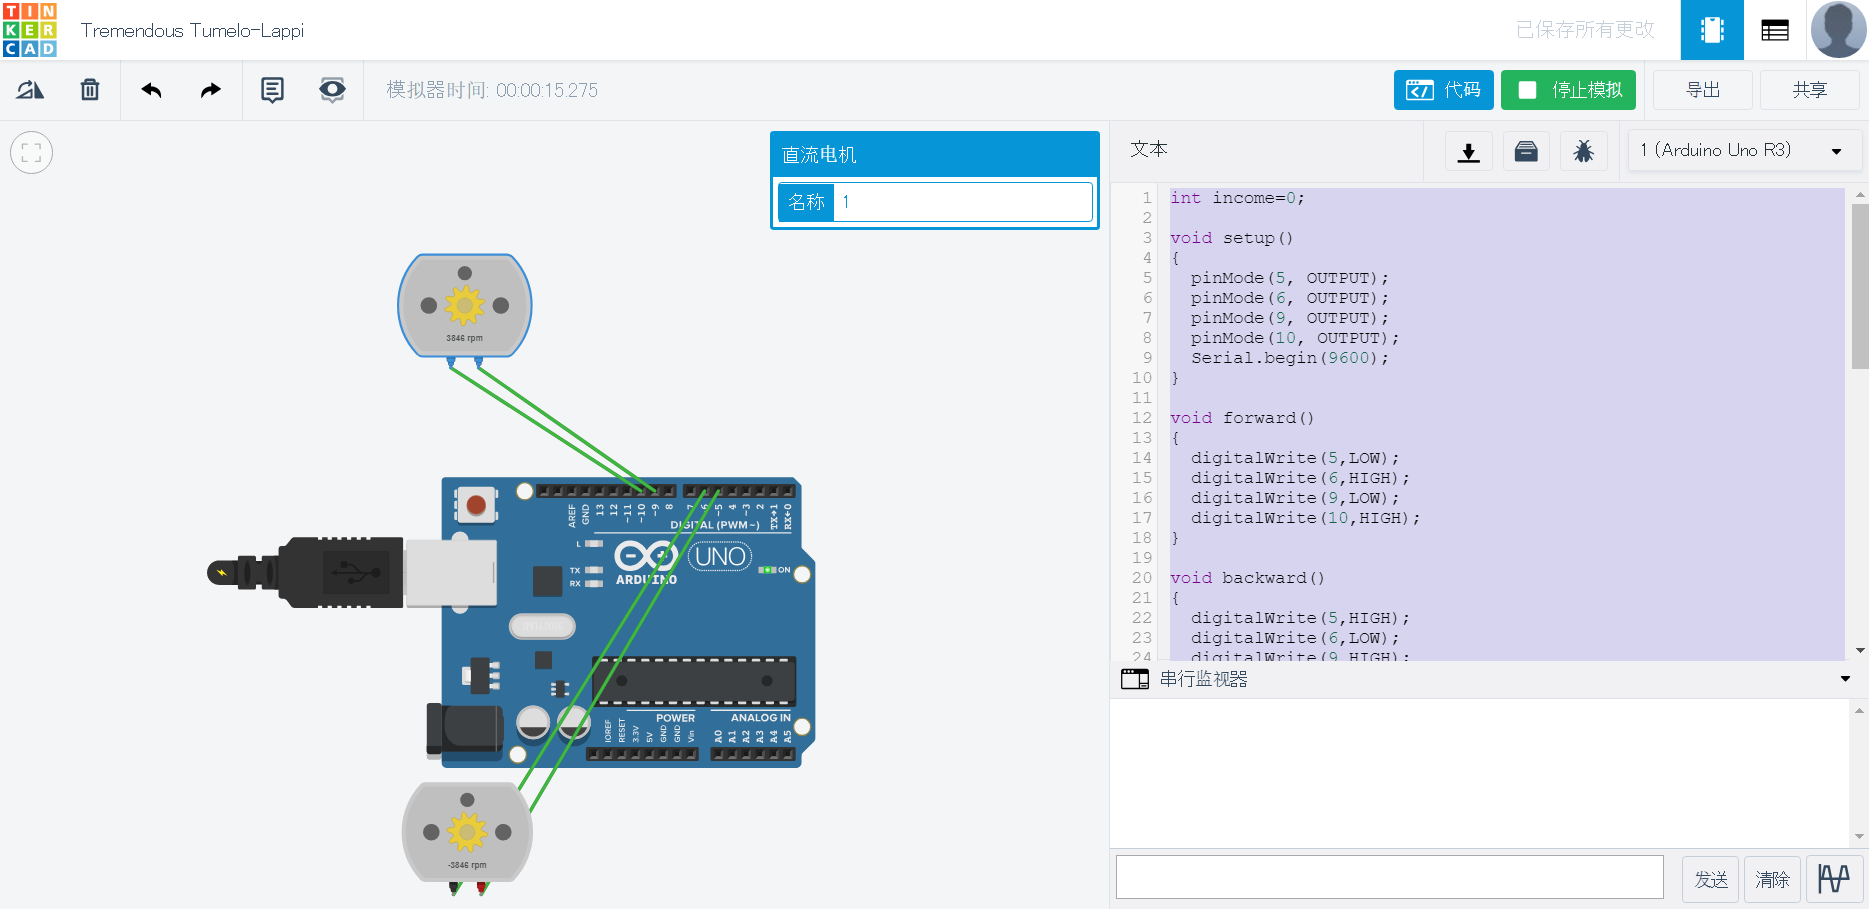 TIN
KER
CAD
Tremendous Tumelo-Lappi
已保存所有更改
模拟器时间: 00:00:15.275
代码
停止模拟
导出
共享
直流电机
名称
1
文本
1 (Arduino Uno R3)
1 int income=0;
2
3 void setup()
4 {
5 pinMode(5, OUTPUT);
6 pinMode(6, OUTPUT);
7 pinMode(9, OUTPUT);
8 pinMode(10, OUTPUT);
9 Serial.begin(9600);
10 }
11
12 void forward()
13 {
14 digitalWrite(5,LOW);
15 digitalWrite(6,HIGH);
16 digitalWrite(9,LOW);
17 digitalWrite(10,HIGH);
18 }
19
20 void backward()
21 {
22 digitalWrite(5,HIGH);
23 digitalWrite(6,LOW);
24 digitalWrite(9,HIGH);
串行监视器
发送
清除
3846 rpm
AREF
GND
13
12
~11
~10
~9
8
7
6
~5
4
~3
2
TX→1
RX←0
DIGITAL (PWM~)
L
TX
RX
ARDUINO
UNO
ON
IOREF
RESET
3.3V
5V
GND
GND
Vin
POWER
ANALOG IN
A0
A1
A2
A3
A4
A5
-3846 rpm